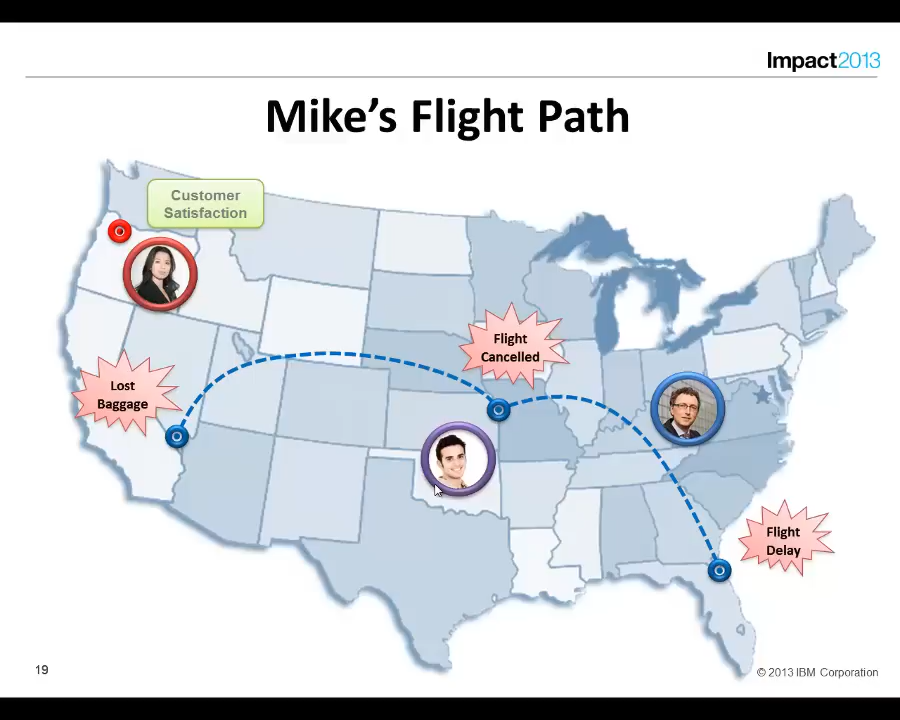 Impact2013
Mike's Flight Path
Customer
Satisfaction
Flight
Cancelled
Lost
Baggage
Flight
Delay
19
© 2013 IBM Corporation